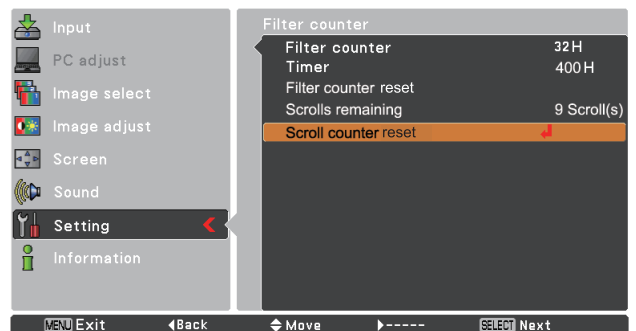 Input
PC adjust
Image select
Image adjust
Screen
Sound
Setting
Information
Filter counter
Filter counter 32H
Timer 400H
Filter counter reset
Scrolls remaining 9 Scroll(s)
Scroll counter reset
MENU Exit ◀Back Move ▶----- SELECT Next